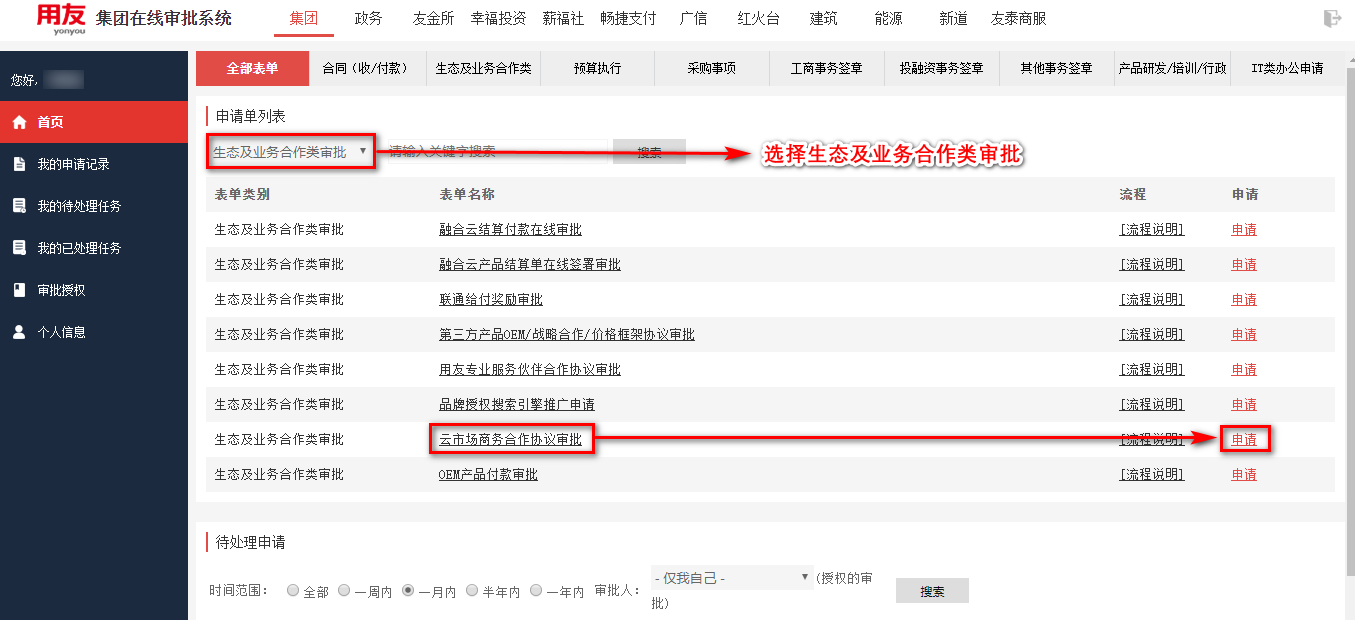 用友 yonyou 集团在线审批系统 集团 政务 友金所 幸福投资 薪福社 畅捷支付 广信 红火台 建筑 能源 新道 友泰商服
您好,
首页
我的申请记录
我的待处理任务
我的已处理任务
审批授权
个人信息
全部表单 合同（收/付款） 生态及业务合作类 预算执行 采购事项 工商事务签章 投融资事务签章 其他事务签章 产品研发/培训/行政 IT类办公申请
申请单列表
生态及业务合作类审批 请输入关键字搜索 搜索 选择生态及业务合作类审批
表单类别 表单名称 流程 申请
生态及业务合作类审批 融合云结算付款在线审批 [流程说明] 申请
生态及业务合作类审批 融合云产品结算单在线签署审批 [流程说明] 申请
生态及业务合作类审批 联通给付奖励审批 [流程说明] 申请
生态及业务合作类审批 第三方产品OEM/战略合作/价格框架协议审批 [流程说明] 申请
生态及业务合作类审批 用友专业服务伙伴合作协议审批 [流程说明] 申请
生态及业务合作类审批 品牌授权搜索引擎推广申请 [流程说明] 申请
生态及业务合作类审批 云市场商务合作协议审批 [流程说明] 申请
生态及业务合作类审批 OEM产品付款审批 [流程说明] 申请
待处理申请
时间范围： 全部 一周内 一月内 半年内 一年内 审批人： - 仅我自己 - (授权的审
批) 搜索